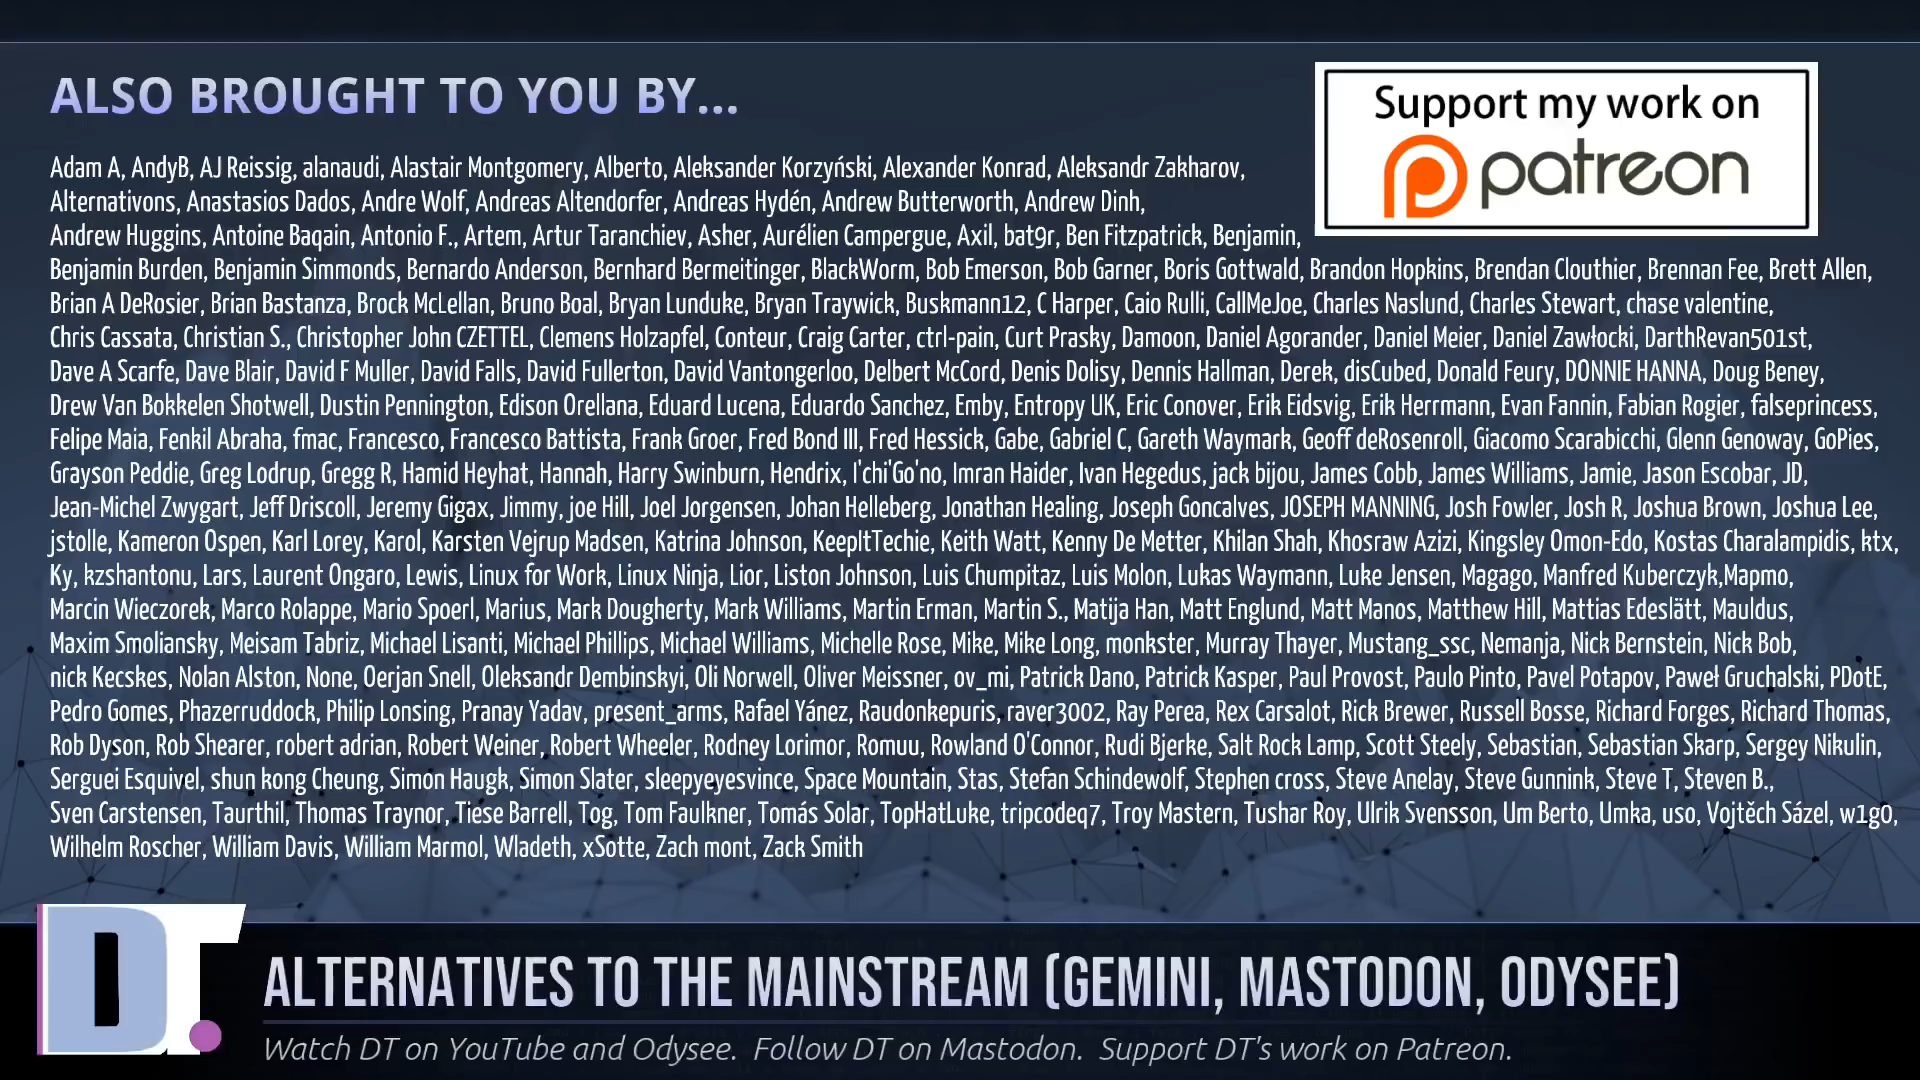 ALSO BROUGHT TO YOU BY...
Support my work on
patreon
Adam A, AndyB, AJ Reissig, alanaudi, Alastair Montgomery, Alberto, Aleksander Korzyński, Alexander Konrad, Aleksandr Zakharov,
Alternativons, Anastasios Dados, Andre Wolf, Andreas Altendorfer, Andreas Hydén, Andrew Butterworth, Andrew Dinh,
Andrew Huggins, Antoine Baqain, Antonio F., Artem, Artur Taranchiev, Asher, Aurélien Campergue, Axil, bat9r, Ben Fitzpatrick, Benjamin,
Benjamin Burden, Benjamin Simmonds, Bernardo Anderson, Bernhard Bermeitinger, BlackWorm, Bob Emerson, Bob Garner, Boris Gottwald, Brandon Hopkins, Brendan Clouthier, Brennan Fee, Brett Allen,
Brian A DeRosier, Brian Bastanza, Brock McLellan, Bruno Boal, Bryan Lunduke, Bryan Traywick, Buskmann12, C Harper, Caio Rulli, CallMeJoe, Charles Naslund, Charles Stewart, chase valentine,
Chris Cassata, Christian S., Christopher John CZETTEL, Clemens Holzapfel, Conteur, Craig Carter, ctrl-pain, Curt Prasky, Damoon, Daniel Agorander, Daniel Meier, Daniel Zawłocki, DarthRevan501st,
Dave A Scarfe, Dave Blair, David F Muller, David Falls, David Fullerton, David Vantongerloo, Delbert McCord, Denis Dolisy, Dennis Hallman, Derek, disCubed, Donald Feury, DONNIE HANNA, Doug Beney,
Drew Van Bokkelen Shotwell, Dustin Pennington, Edison Orellana, Eduard Lucena, Eduardo Sanchez, Emby, Entropy UK, Eric Conover, Erik Eidsvig, Erik Herrmann, Evan Fannin, Fabian Rogier, falseprincess,
Felipe Maia, Fenkil Abraha, fmac, Francesco, Francesco Battista, Frank Groer, Fred Bond III, Fred Hessick, Gabe, Gabriel C, Gareth Waymark, Geoff deRosenroll, Giacomo Scarabicchi, Glenn Genoway, GoPies,
Grayson Peddie, Greg Lodrup, Gregg R, Hamid Heyhat, Hannah, Harry Swinburn, Hendrix, I'chi'Go'no, Imran Haider, Ivan Hegedus, jack bijou, James Cobb, James Williams, Jamie, Jason Escobar, JD,
Jean-Michel Zwygart, Jeff Driscoll, Jeremy Gigax, Jimmy, joe Hill, Joel Jorgensen, Johan Helleberg, Jonathan Healing, Joseph Goncalves, JOSEPH MANNING, Josh Fowler, Josh R, Joshua Brown, Joshua Lee,
jstolle, Kameron Ospen, Karl Lorey, Karol, Karsten Vejrup Madsen, Katrina Johnson, KeepItTechie, Keith Watt, Kenny De Metter, Khilan Shah, Khosraw Azizi, Kingsley Omon-Edo, Kostas Charalampidis, ktx,
Ky, kzshantonu, Lars, Laurent Ongaro, Lewis, Linux for Work, Linux Ninja, Lior, Liston Johnson, Luis Chumpitaz, Luis Molon, Lukas Waymann, Luke Jensen, Magago, Manfred Kuberczyk,Mapmo,
Marcin Wieczorek, Marco Rolappe, Mario Spoerl, Marius, Mark Dougherty, Mark Williams, Martin Erman, Martin S., Matija Han, Matt Englund, Matt Manos, Matthew Hill, Mattias Edeslätt, Mauldus,
Maxim Smoliansky, Meisam Tabriz, Michael Lisanti, Michael Phillips, Michael Williams, Michelle Rose, Mike, Mike Long, monkster, Murray Thayer, Mustang_ssc, Nemanja, Nick Bernstein, Nick Bob,
nick Kecskes, Nolan Alston, None, Oerjan Snell, Oleksandr Dembinskyi, Oli Norwell, Oliver Meissner, ov_mi, Patrick Dano, Patrick Kasper, Paul Provost, Paulo Pinto, Pavel Potapov, Paweł Gruchalski, PDotE,
Pedro Gomes, Phazerruddock, Philip Lonsing, Pranay Yadav, present_arms, Rafael Yánez, Raudonkepuris, raver3002, Ray Perea, Rex Carsalot, Rick Brewer, Russell Bosse, Richard Forges, Richard Thomas,
Rob Dyson, Rob Shearer, robert adrian, Robert Weiner, Robert Wheeler, Rodney Lorimor, Romuu, Rowland O'Connor, Rudi Bjerke, Salt Rock Lamp, Scott Steely, Sebastian, Sebastian Skarp, Sergey Nikulin,
Serguei Esquivel, shun kong Cheung, Simon Haugk, Simon Slater, sleepyeyesvince, Space Mountain, Stas, Stefan Schindewolf, Stephen cross, Steve Anelay, Steve Gunnink, Steve T, Steven B.,
Sven Carstensen, Taurthil, Thomas Traynor, Tiese Barrell, Tog, Tom Faulkner, Tomás Solar, TopHatLuke, tripcodeq7, Troy Mastern, Tushar Roy, Ulrik Svensson, Um Berto, Umka, uso, Vojtěch Sázel, w1g0,
Wilhelm Roscher, William Davis, William Marmol, Wladeth, xSotte, Zach mont, Zack Smith
DT.
ALTERNATIVES TO THE MAINSTREAM (GEMINI, MASTODON, ODYSEE)
Watch DT on YouTube and Odysee. Follow DT on Mastodon. Support DT's work on Patreon.